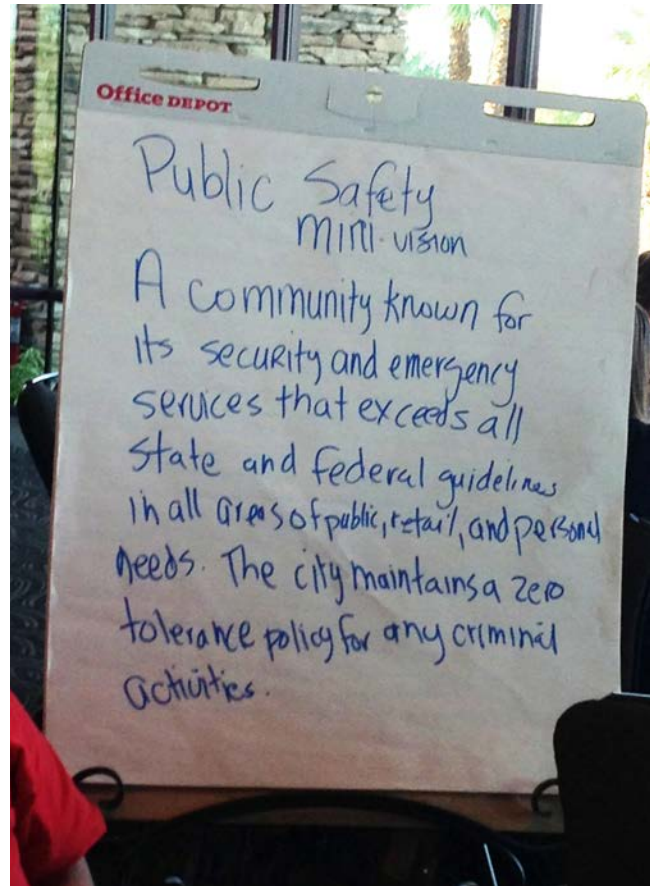 Office DEPOT
Public Safety
mini-vision
A community known for
its security and emergency
services that exceeds all
state and federal guidelines
in all areas of public, retail, and personal
needs. The city maintains a zero
tolerance policy for any criminal
activities.